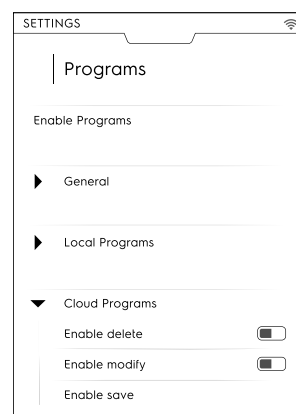 SETTINGS
Programs
Enable Programs
General
Local Programs
Cloud Programs
Enable delete
Enable modify
Enable save